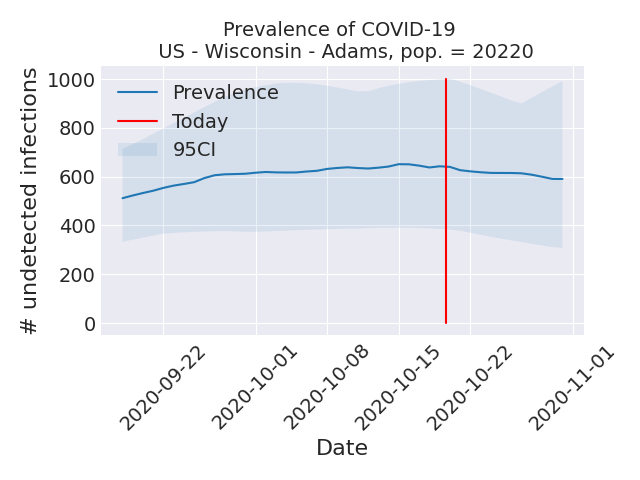 Prevalence of COVID-19
US - Wisconsin - Adams, pop. = 20220
# undetected infections
1000
800
600
400
200
0
Prevalence
Today
95CI
2020-09-22
2020-10-01
2020-10-08
2020-10-15
2020-10-22
2020-11-01
Date